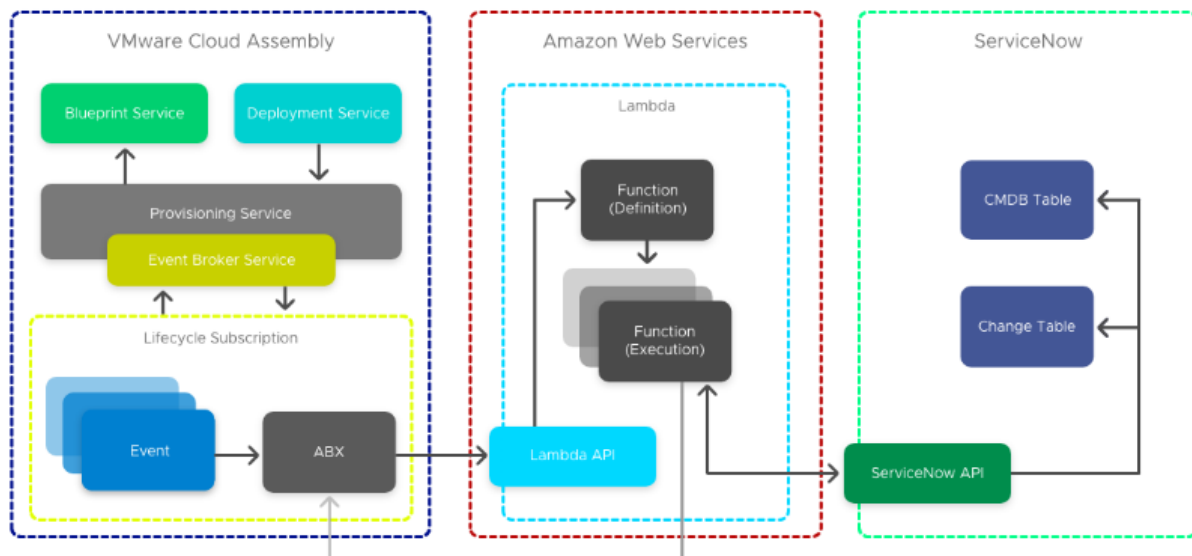 VMware Cloud Assembly
Blueprint Service
Deployment Service
Provisioning Service
Event Broker Service
Lifecycle Subscription
Event
ABX
Amazon Web Services
Lambda
Function
(Definition)
Function
(Execution)
Lambda API
ServiceNow
CMDB Table
Change Table
ServiceNow API